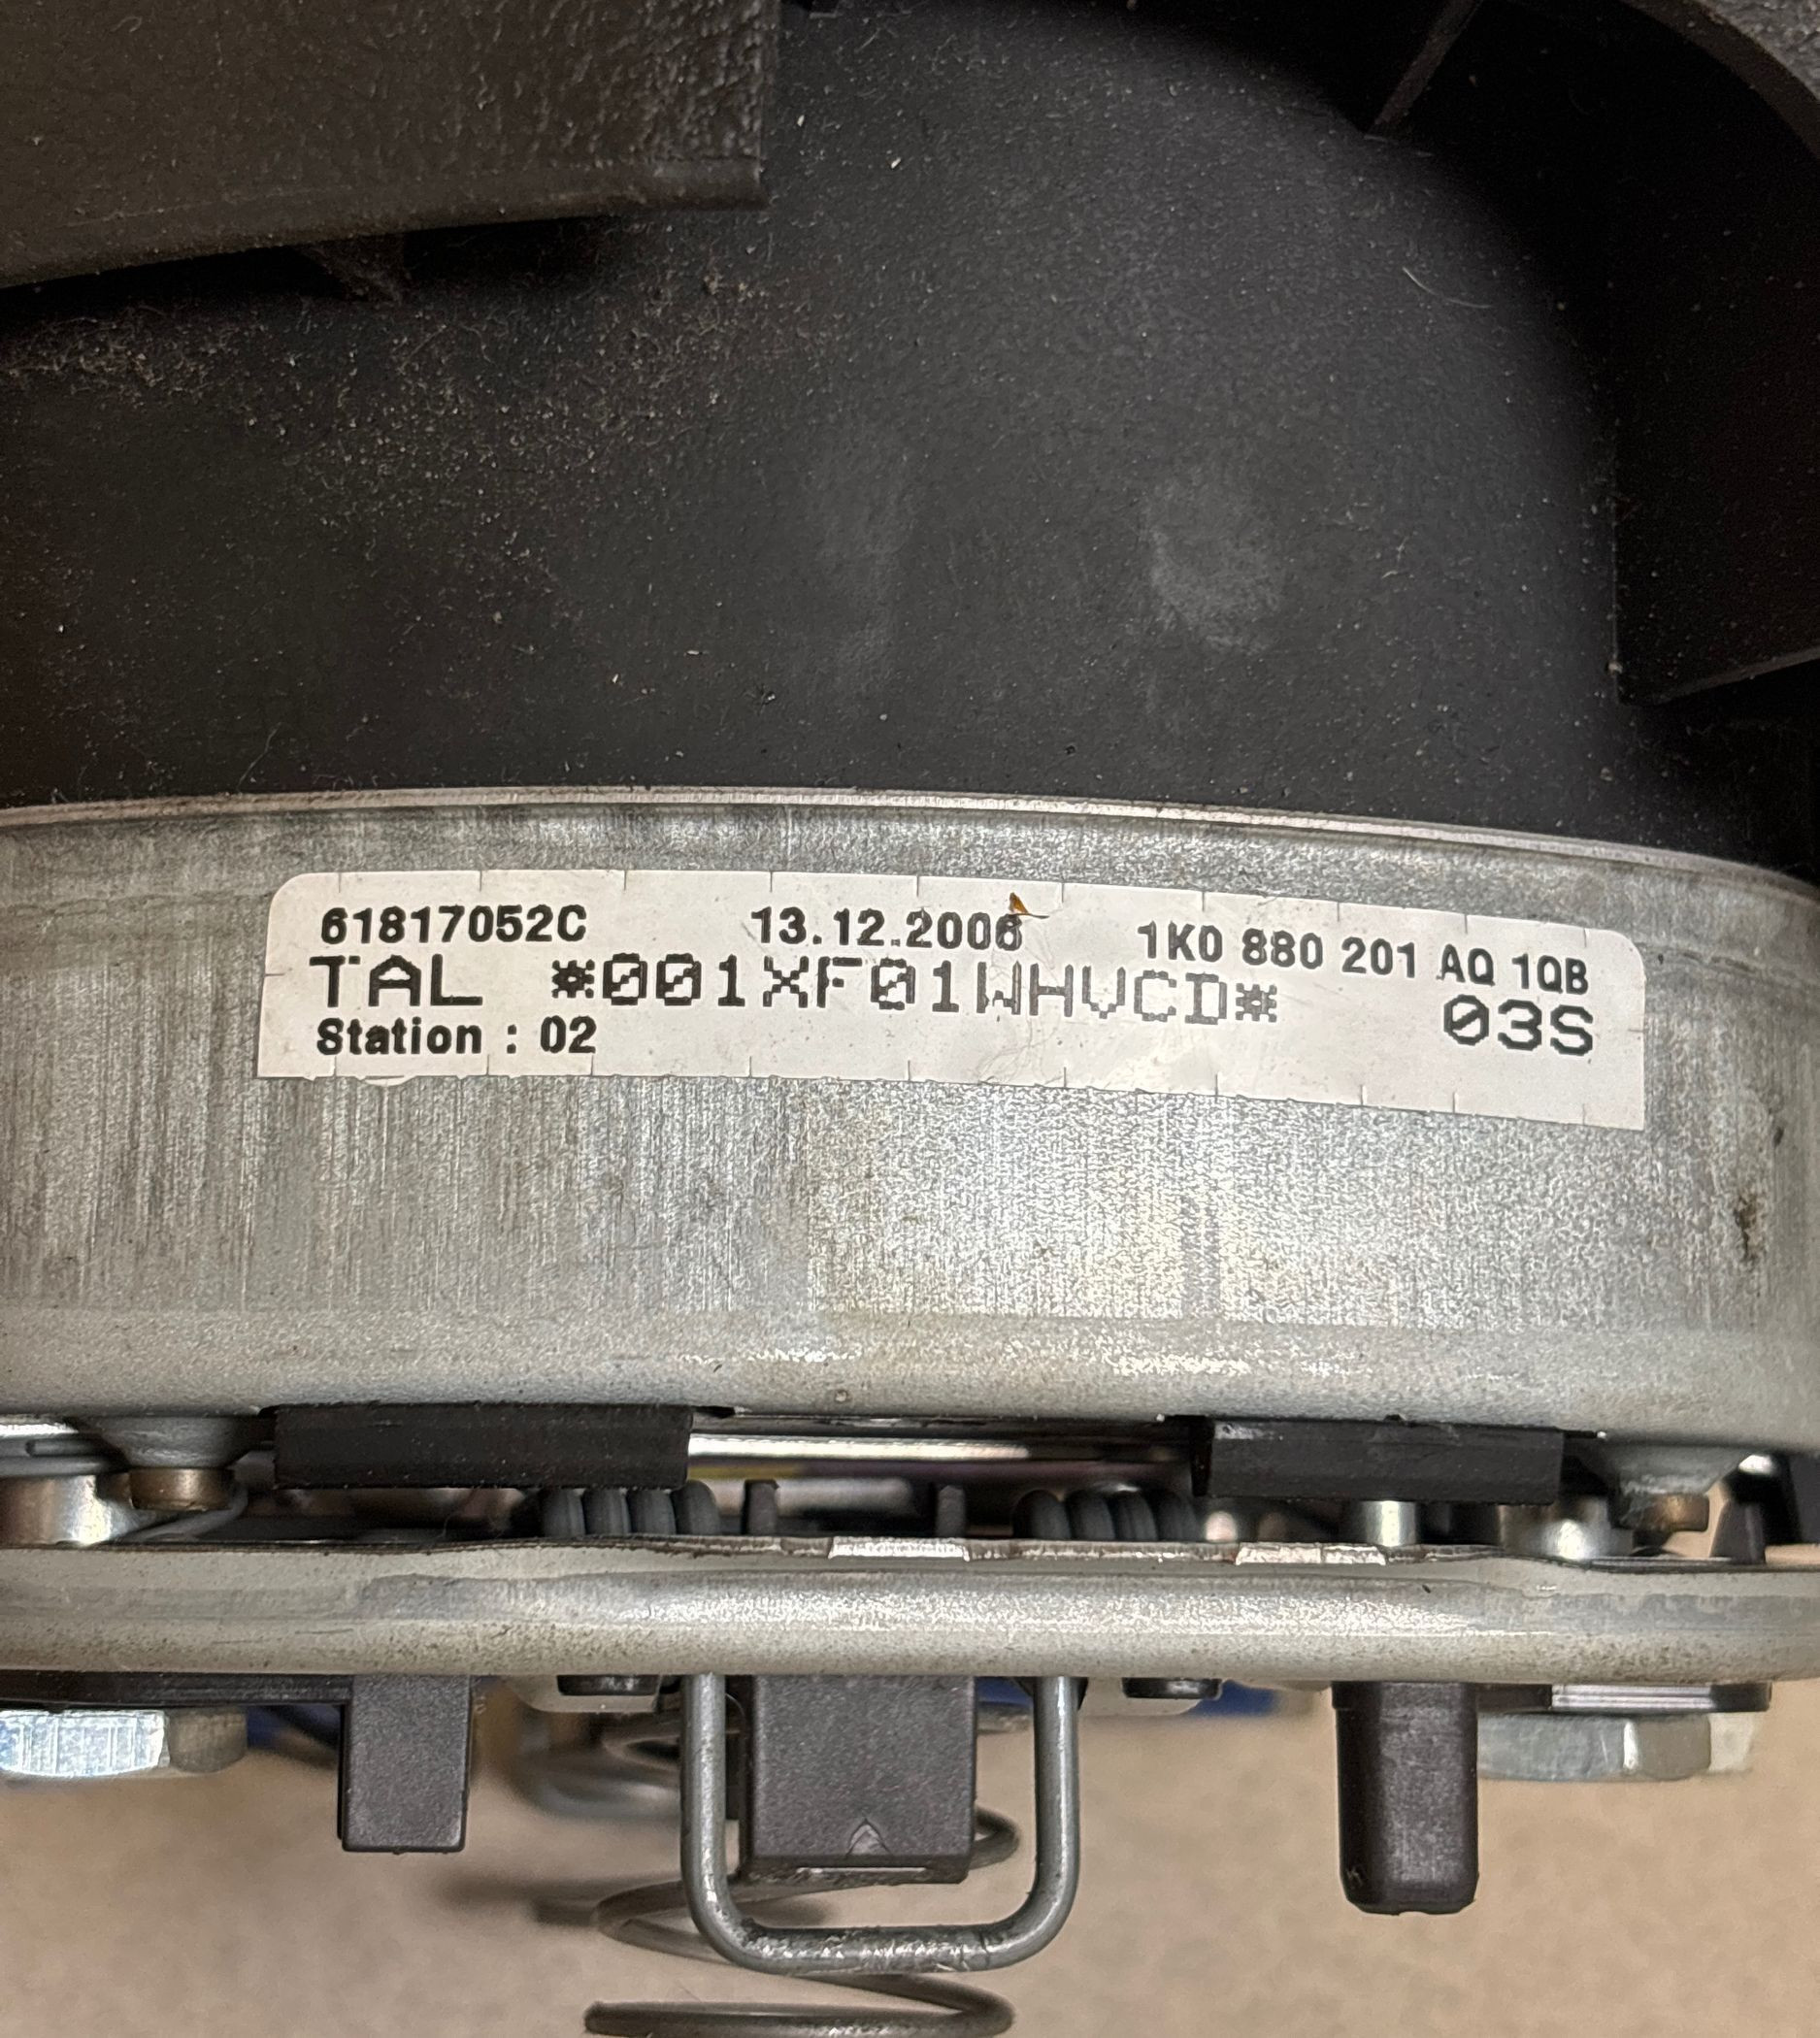 61817052C 13.12.2006 1K0 880 201 AQ 1QB
TAL *001XF01WHVCD* 03S
Station : 02